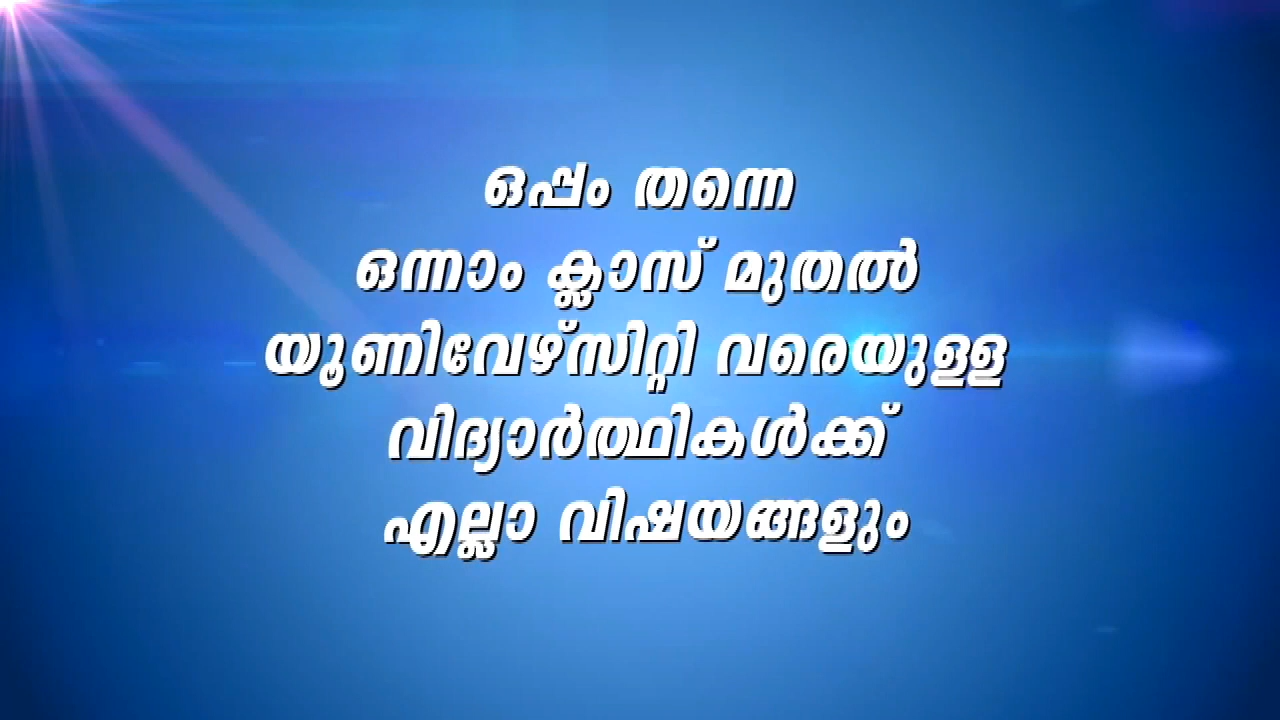 ഒപ്പം തന്നെ
ഒന്നാം ക്ലാസ് മുതൽ
യൂണിവേഴ്സിറ്റി വരെയുള്ള
വിദ്യാർത്ഥികൾക്ക്
എല്ലാ വിഷയങ്ങളും